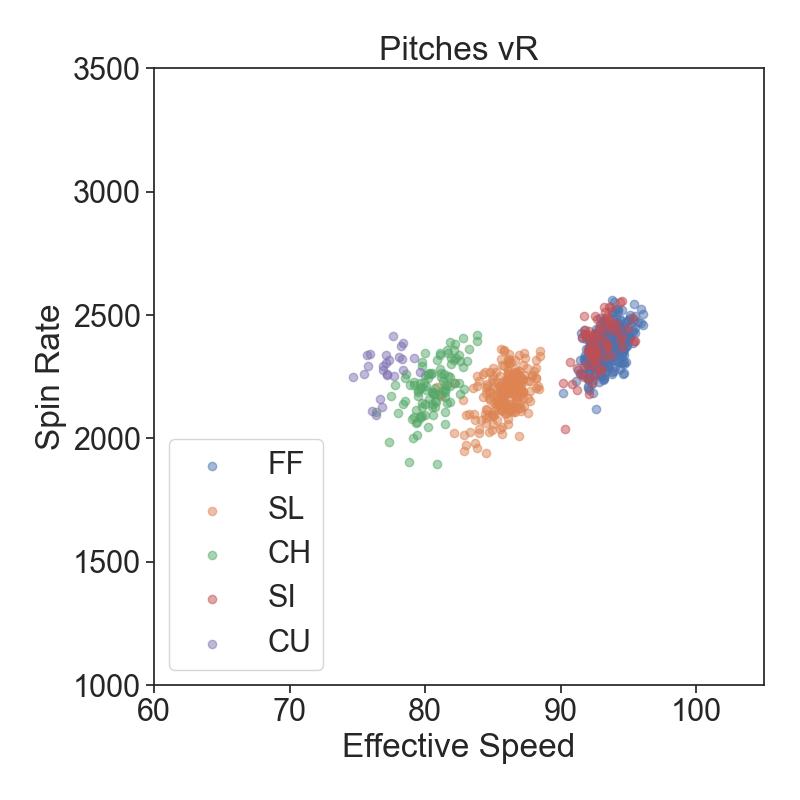 Pitches vR
3500
3000
2500
2000
1500
1000
Spin Rate
FF
SL
CH
SI
CU
60 70 80 90 100
Effective Speed